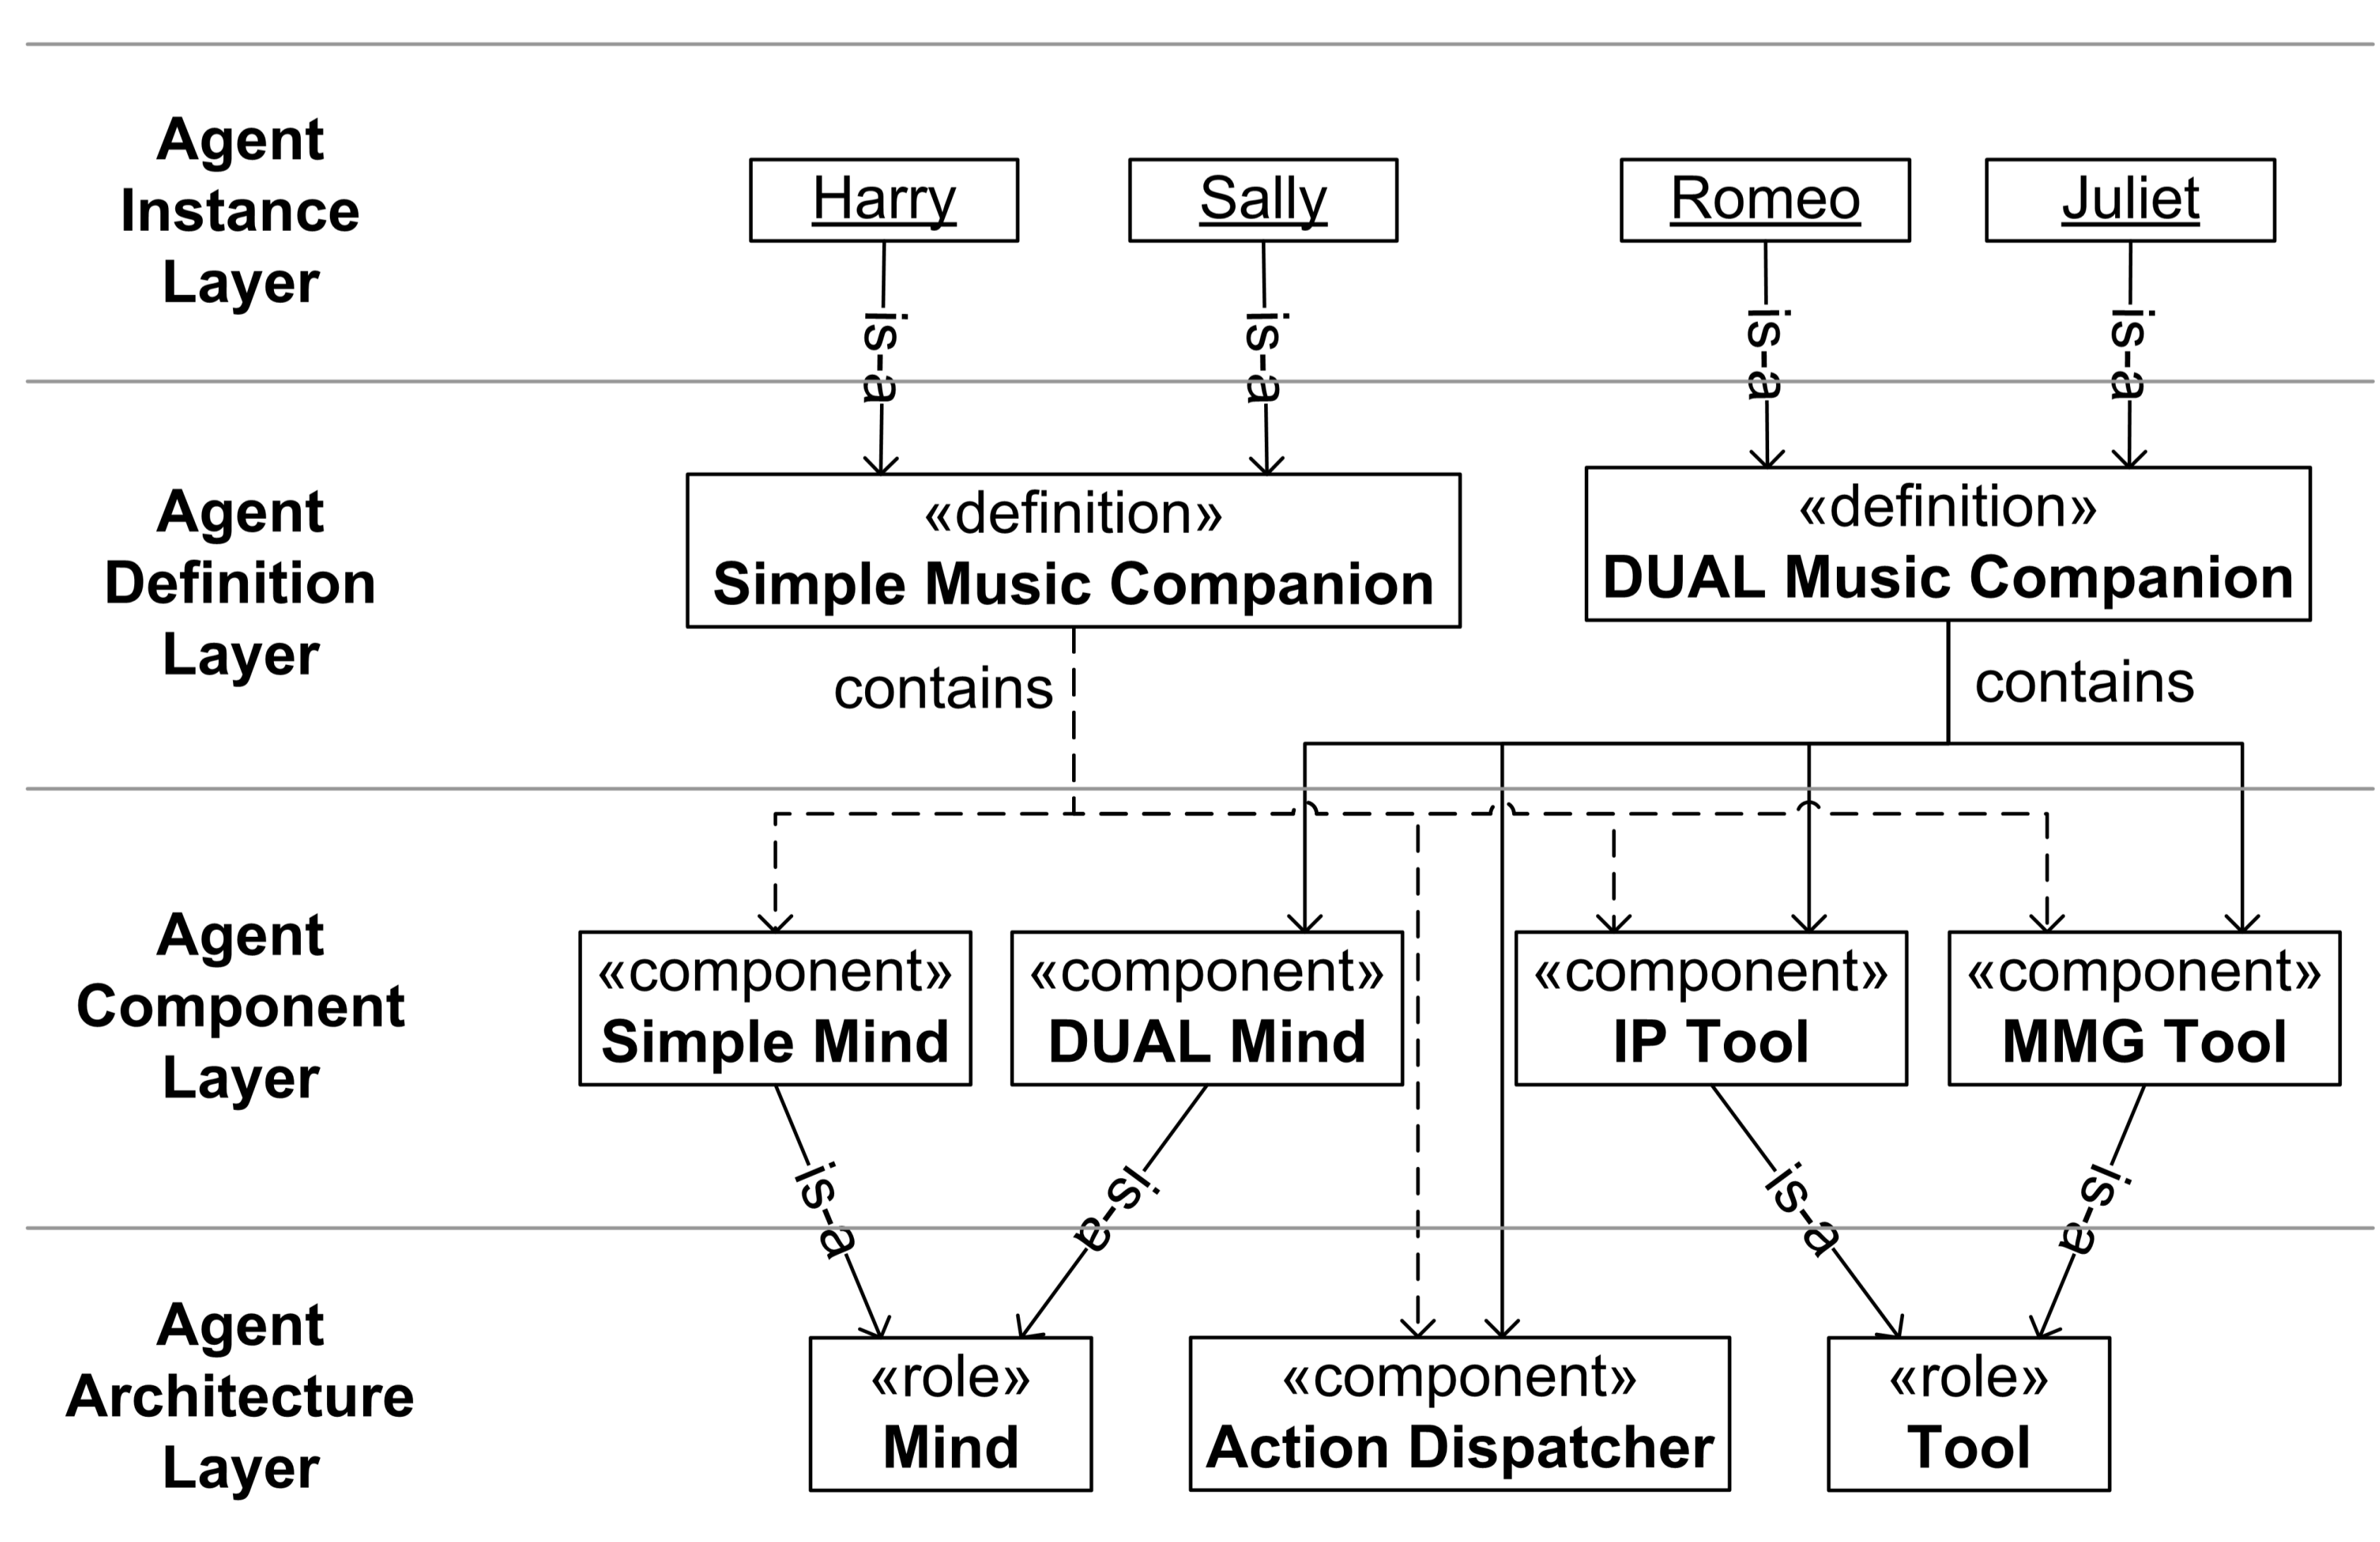 Agent
Instance
Layer
Harry
Sally
Romeo
Juliet
is-a
is-a
is-a
is-a
Agent
Definition
Layer
«definition»
Simple Music Companion
«definition»
DUAL Music Companion
contains
contains
Agent
Component
Layer
«component»
Simple Mind
«component»
DUAL Mind
«component»
IP Tool
«component»
MMG Tool
is-a
is-a
is-a
is-a
Agent
Architecture
Layer
«role»
Mind
«component»
Action Dispatcher
«role»
Tool